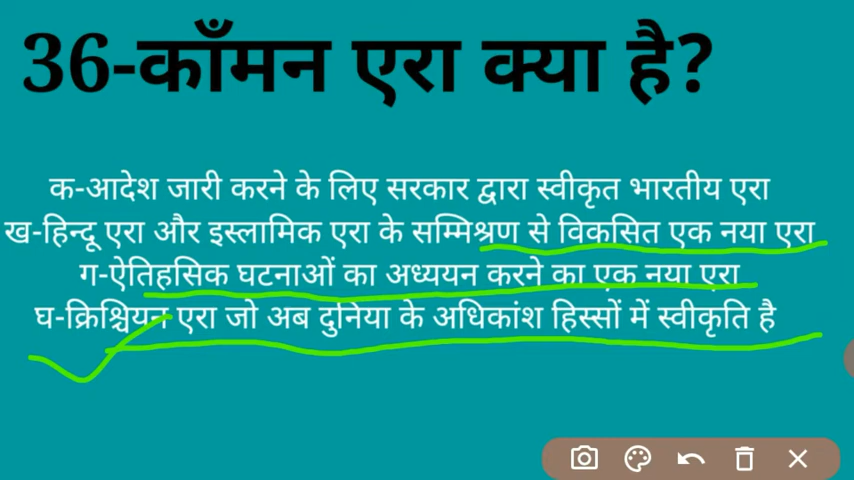 36-कॉंमन एरा क्या है?
क-आदेश जारी करने के लिए सरकार द्वारा स्वीकृत भारतीय एरा
ख-हिन्दू एरा और इस्लामिक एरा के सम्मिश्रण से विकसित एक नया एरा
ग-ऐतिहसिक घटनाओं का अध्ययन करने का एक नया एरा
घ-क्रिश्चियन एरा जो अब दुनिया के अधिकांश हिस्सों में स्वीकृति है